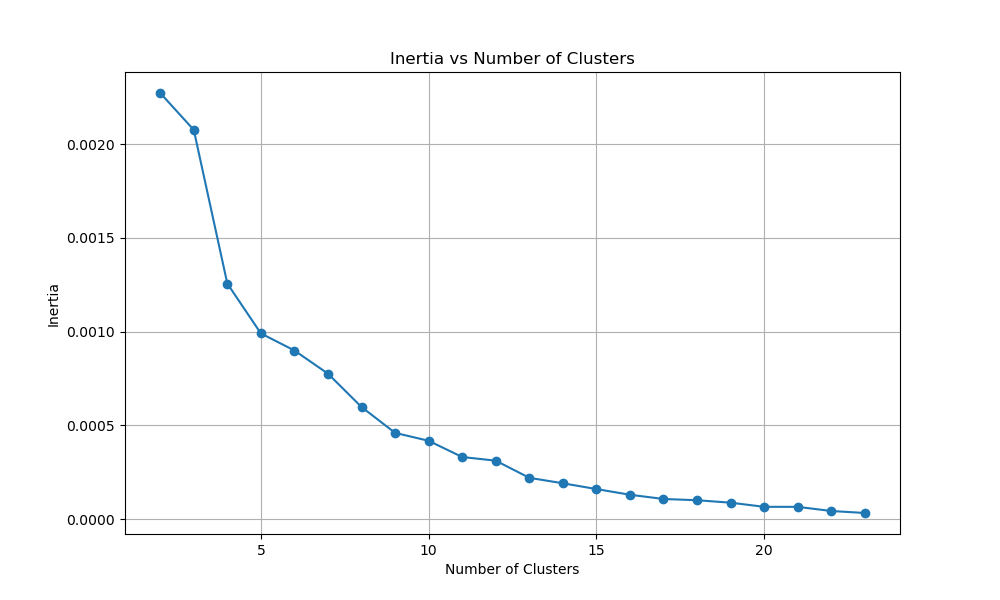 Inertia vs Number of Clusters
0.0020
0.0015
0.0010
0.0005
0.0000
Inertia
5 10 15 20
Number of Clusters